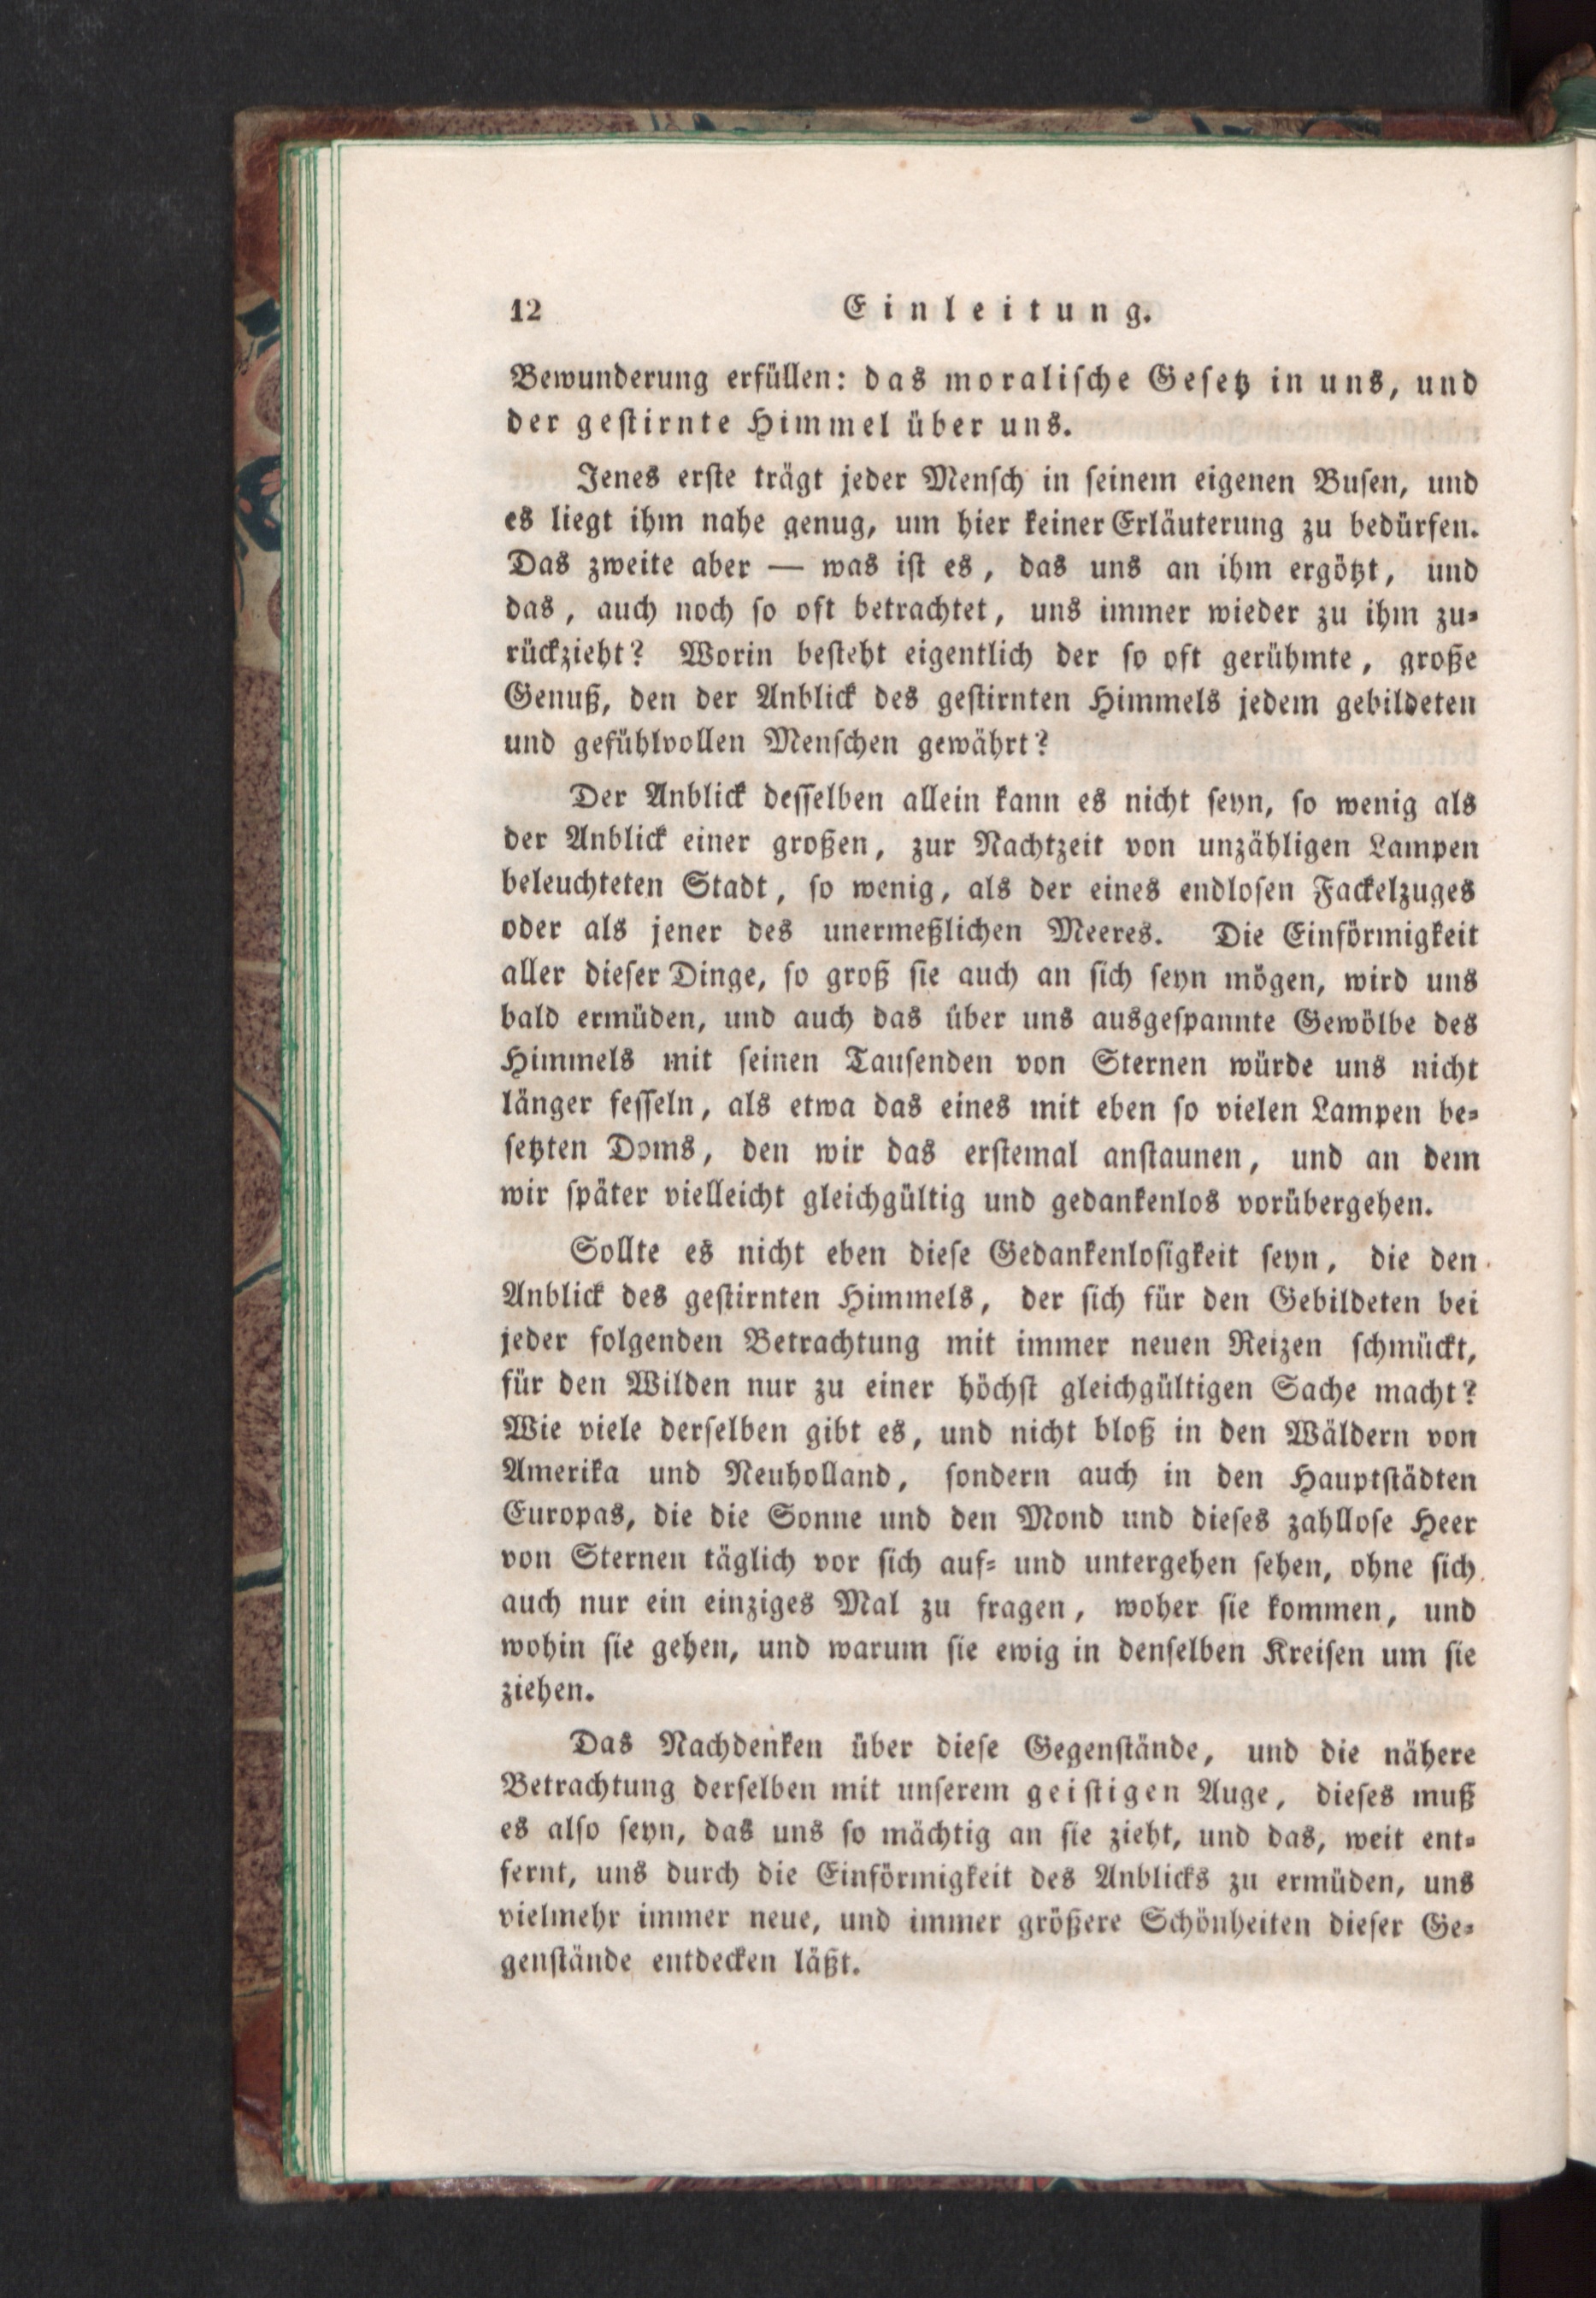 12 Einleitung.
Bewunderung erfüllen: das moralische Gesetz in uns, und
der gestirnte Himmel über uns.
Jenes erste trägt jeder Mensch in seinem eigenen Busen, und
es liegt ihm nahe genug, um hier keiner Erläuterung zu bedürfen.
Das zweite aber — was ist es, das uns an ihm ergötzt, und
das, auch noch so oft betrachtet, uns immer wieder zu ihm zu-
rückzieht? Worin besteht eigentlich der so oft gerühmte, große
Genuß, den der Anblick des gestirnten Himmels jedem gebildeten
und gefühlvollen Menschen gewährt?
Der Anblick desselben allein kann es nicht seyn, so wenig als
der Anblick einer großen, zur Nachtzeit von unzähligen Lampen
beleuchteten Stadt, so wenig, als der eines endlosen Fackelzuges
oder als jener des unermeßlichen Meeres. Die Einförmigkeit
aller dieser Dinge, so groß sie auch an sich seyn mögen, wird uns
bald ermüden, und auch das über uns ausgespannte Gewölbe des
Himmels mit seinen Tausenden von Sternen würde uns nicht
länger fesseln, als etwa das eines mit eben so vielen Lampen be-
setzten Doms, den wir das erstemal anstaunen, und an dem
wir später vielleicht gleichgültig und gedankenlos vorübergehen.
Sollte es nicht eben diese Gedankenlosigkeit seyn, die den
Anblick des gestirnten Himmels, der sich für den Gebildeten bei
jeder folgenden Betrachtung mit immer neuen Reizen schmückt,
für den Wilden nur zu einer höchst gleichgültigen Sache macht?
Wie viele derselben gibt es, und nicht bloß in den Wäldern von
Amerika und Neuholland, sondern auch in den Hauptstädten
Europas, die die Sonne und den Mond und dieses zahllose Heer
von Sternen täglich vor sich auf- und untergehen sehen, ohne sich
auch nur ein einziges Mal zu fragen, woher sie kommen, und
wohin sie gehen, und warum sie ewig in denselben Kreisen um sie
ziehen.
Das Nachdenken über diese Gegenstände, und die nähere
Betrachtung derselben mit unserem geistigen Auge, dieses muß
es also seyn, das uns so mächtig an sie zieht, und das, weit ent-
fernt, uns durch die Einförmigkeit des Anblicks zu ermüden, uns
vielmehr immer neue, und immer größere Schönheiten dieser Ge-
genstände entdecken läßt.